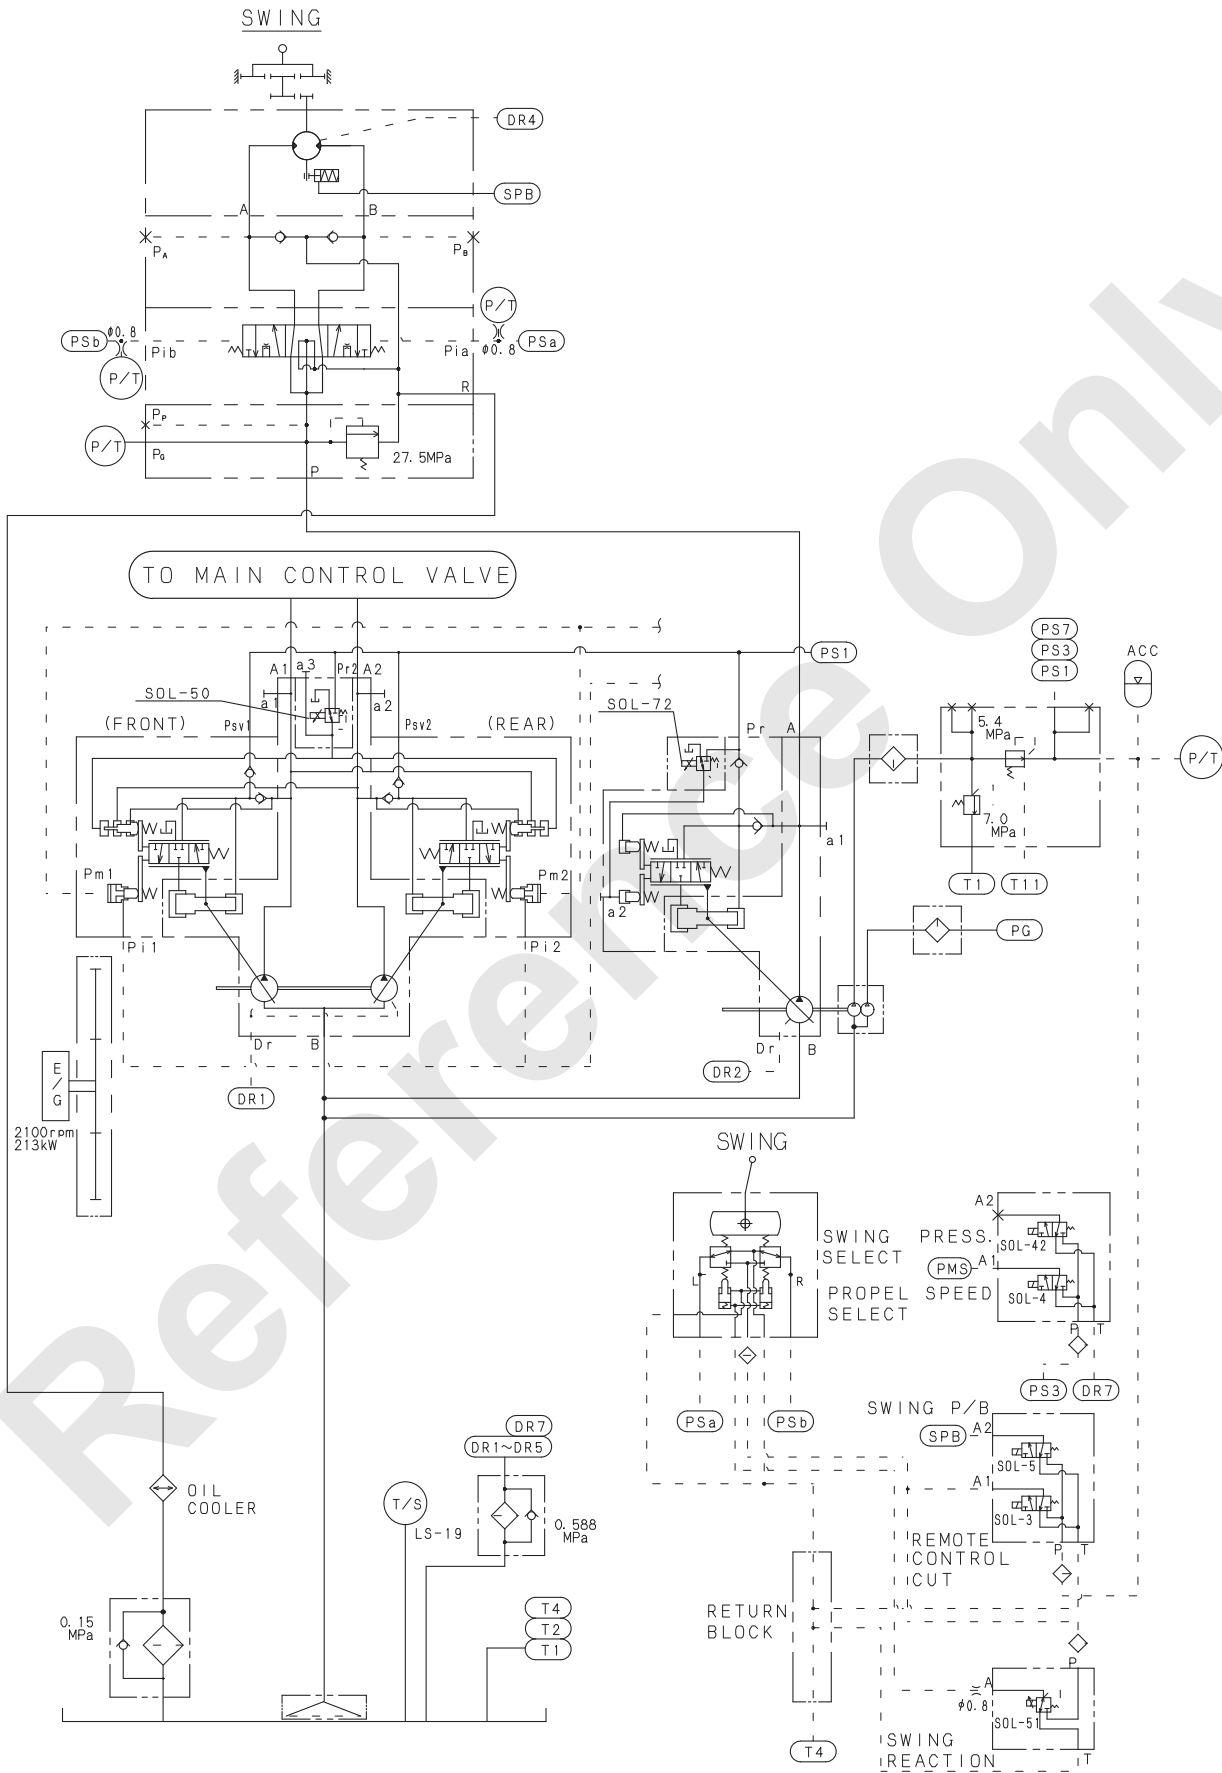 SWING
DR4
SPB
A
B
PA
PB
P/T
φ0.8
PSb
Pib
Pia
φ0.8
PSa
P/T
R
PP
P/T
PG
27.5MPa
P
TO MAIN CONTROL VALVE
PS1
PS7
PS3
PS1
ACC
A1
a3
Pr2
A2
SOL-50
a1
a2
SOL-72
(FRONT)
Psv1
Psv2
(REAR)
Pr
A
5.4
MPa
P/T
7.0
MPa
a1
Pm1
Pm2
a2
T1
T11
Pi1
Pi2
PG
Dr
B
Dr
B
E
/
G
DR1
DR2
2100rpm
213kW
SWING
SWING
SELECT
PROPEL
SELECT
L
R
A2
PRESS.
SOL-42
PMS
A1
SPEED
SOL-4
P
T
PS3
DR7
PSa
PSb
SWING P/B
SPB
A2
SOL-5
A1
SOL-3
REMOTE
CONTROL
CUT
P
T
DR7
DR1~DR5
OIL
COOLER
T/S
LS-19
0.588
MPa
0.15
MPa
T4
T2
T1
RETURN
BLOCK
P
A
φ0.8
SOL-51
SWING
REACTION
T
T4
Reference Only